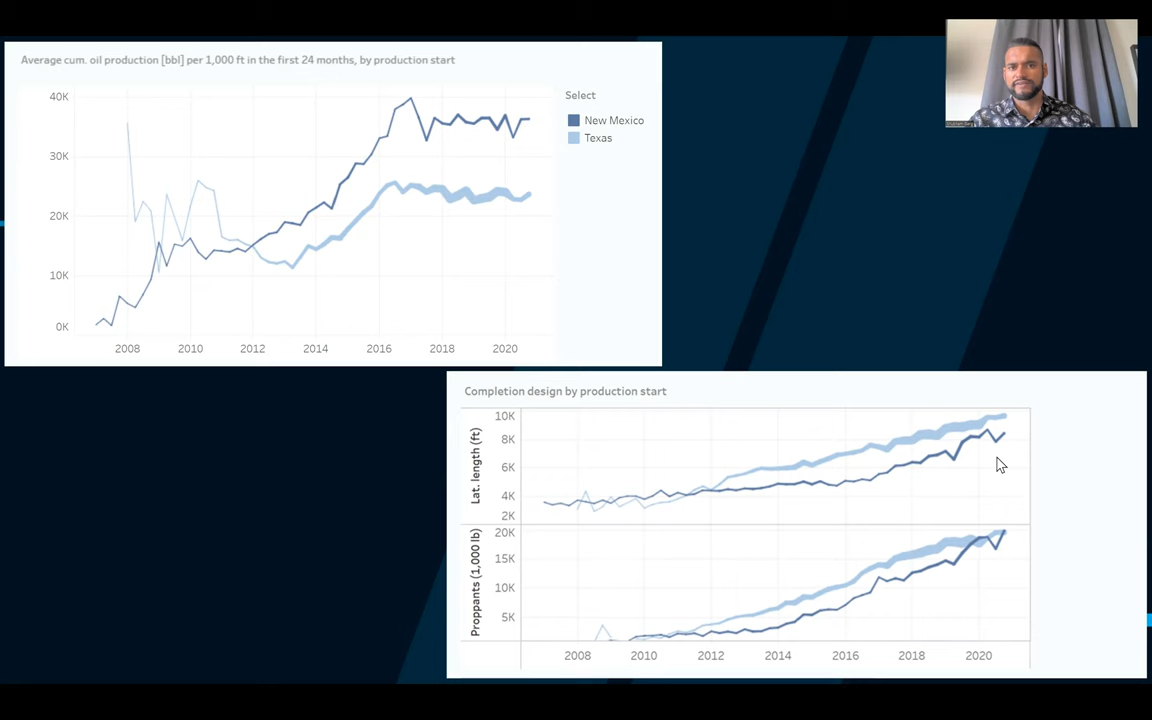 Average cum. oil production [bbl] per 1,000 ft in the first 24 months, by production start
40K
30K
20K
10K
0K
2008 2010 2012 2014 2016 2018 2020
Select
New Mexico
Texas
Completion design by production start
Lat. length (ft)
10K
8K
6K
4K
2K
Proppants (1,000 lb)
20K
15K
10K
5K
2008 2010 2012 2014 2016 2018 2020